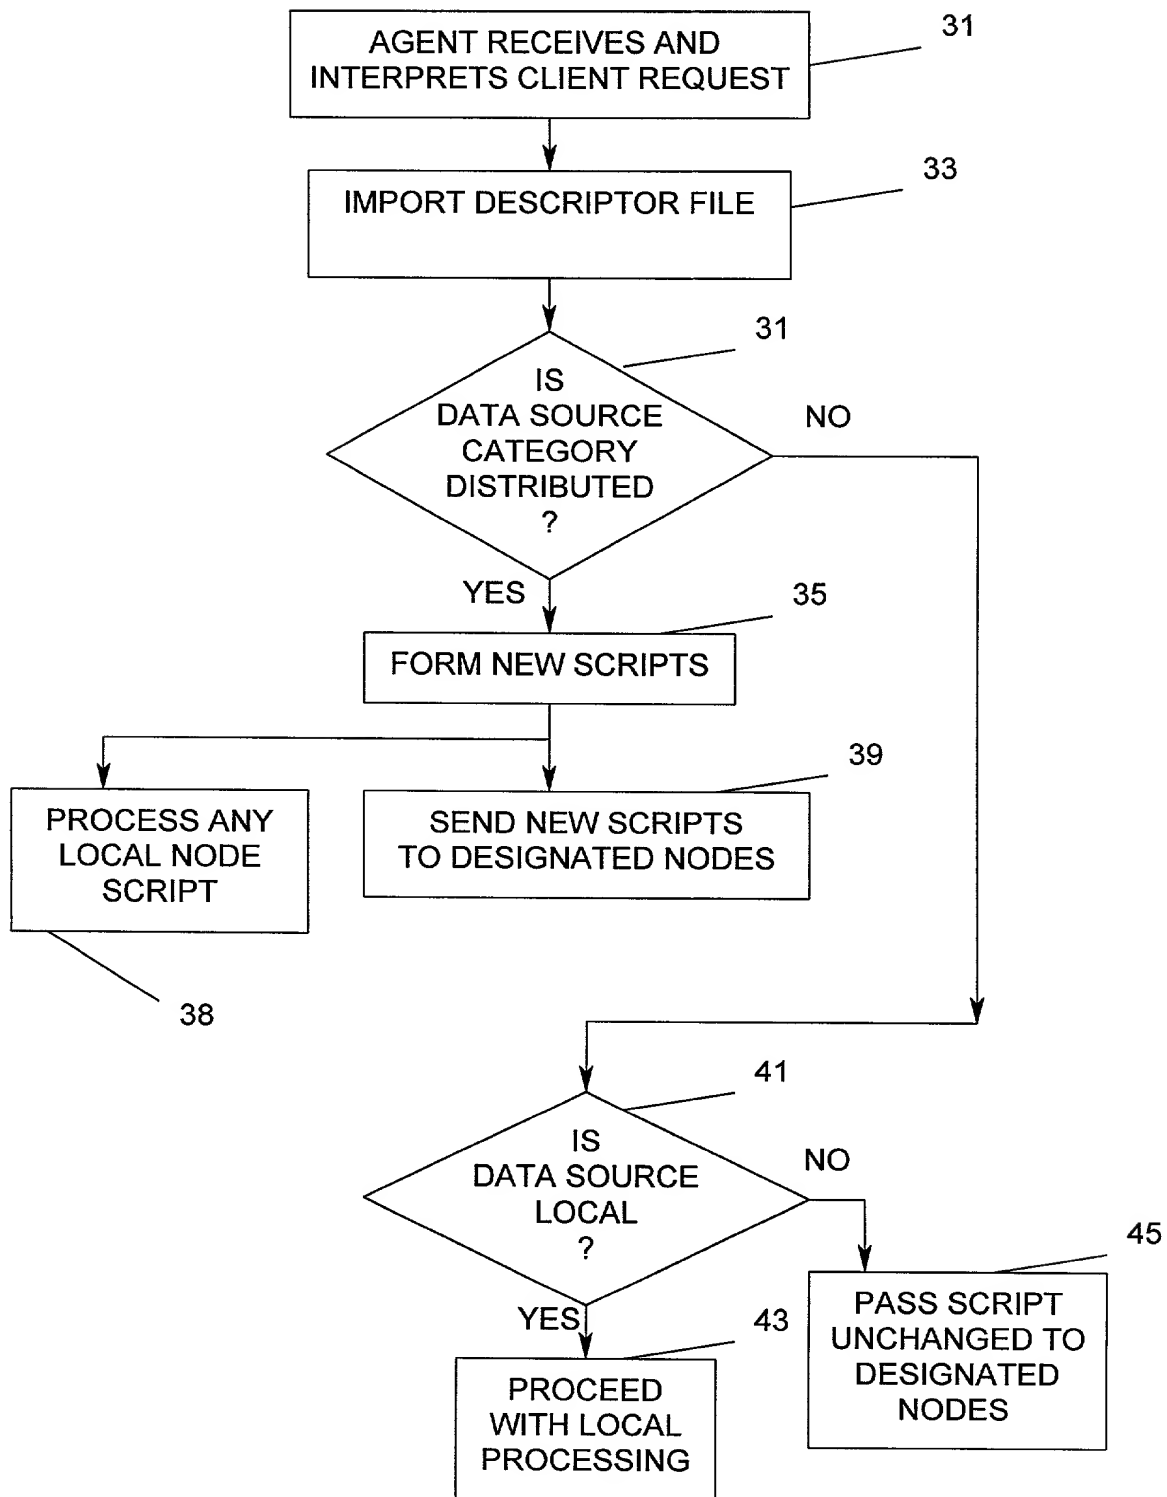 31
AGENT RECEIVES AND
INTERPRETS CLIENT REQUEST
33
IMPORT DESCRIPTOR FILE
31
IS
DATA SOURCE
CATEGORY
DISTRIBUTED
?
NO
YES
35
FORM NEW SCRIPTS
39
PROCESS ANY
LOCAL NODE
SCRIPT
SEND NEW SCRIPTS
TO DESIGNATED NODES
38
41
IS
DATA SOURCE
LOCAL
?
NO
45
YES
43
PASS SCRIPT
UNCHANGED TO
DESIGNATED
NODES
PROCEED
WITH LOCAL
PROCESSING